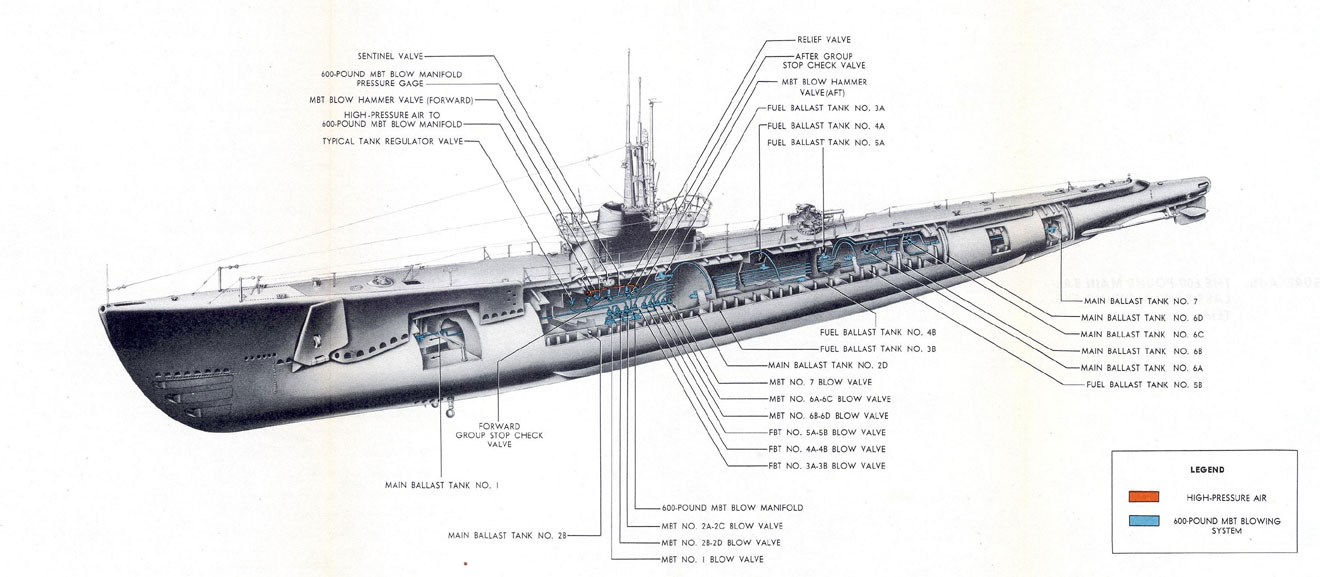 SENTINEL VALVE
600-POUND MBT BLOW MANIFOLD
PRESSURE GAGE
MBT BLOW HAMMER VALVE (FORWARD)
HIGH-PRESSURE AIR TO
600-POUND MBT BLOW MANIFOLD
TYPICAL TANK REGULATOR VALVE
RELIEF VALVE
AFTER GROUP
STOP CHECK VALVE
MBT BLOW HAMMER
VALVE (AFT)
FUEL BALLAST TANK NO. 3A
FUEL BALLAST TANK NO. 4A
FUEL BALLAST TANK NO. 5A
MAIN BALLAST TANK NO. 7
MAIN BALLAST TANK NO. 6D
MAIN BALLAST TANK NO. 6C
MAIN BALLAST TANK NO. 6B
MAIN BALLAST TANK NO. 6A
FUEL BALLAST TANK NO. 5B
FUEL BALLAST TANK NO. 4B
FUEL BALLAST TANK NO. 3B
MAIN BALLAST TANK NO. 2D
MBT NO. 7 BLOW VALVE
MBT NO. 6A-6C BLOW VALVE
MBT NO. 6B-6D BLOW VALVE
FBT NO. 5A-5B BLOW VALVE
FBT NO. 4A-4B BLOW VALVE
FBT NO. 3A-3B BLOW VALVE
FORWARD
GROUP STOP CHECK
VALVE
MAIN BALLAST TANK NO. 1
MAIN BALLAST TANK NO. 2B
600-POUND MBT BLOW MANIFOLD
MBT NO. 2A-2C BLOW VALVE
MBT NO. 2B-2D BLOW VALVE
MBT NO. 1 BLOW VALVE
LEGEND
HIGH-PRESSURE AIR
600-POUND MBT BLOWING
SYSTEM